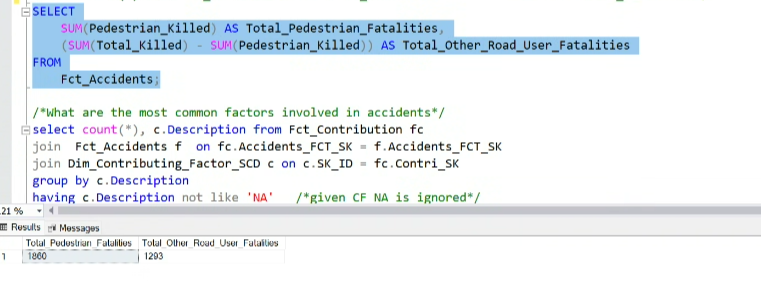 SELECT
SUM(Pedestrian_Killed) AS Total_Pedestrian_Fatalities,
(SUM(Total_Killed) - SUM(Pedestrian_Killed)) AS Total_Other_Road_User_Fatalities
FROM
Fct_Accidents;
/*What are the most common factors involved in accidents*/
select count(*), c.Description from Fct_Contribution fc
join Fct_Accidents f on fc.Accidents_FCT_SK = f.Accidents_FCT_SK
join Dim_Contributing_Factor_SCD c on c.SK_ID = fc.Contri_SK
group by c.Description
having c.Description not like 'NA' /*given CF NA is ignored*/
21 %
Results Messages
Total_Pedestrian_Fatalities Total_Other_Road_User_Fatalities
1 1860 1293